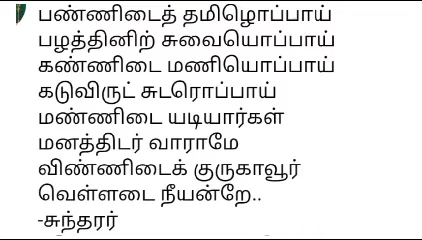 பண்ணிடைத் தமிழொப்பாய்
பழத்தினிற் சுவையொப்பாய்
கண்ணிடை மணியொப்பாய்
கடுவிருட் சுடரொப்பாய்
மண்ணிடை யடியார்கள்
மனத்திடர் வாராமே
விண்ணிடைக் குருகாவூர்
வெள்ளடை நீயன்றே..
-சுந்தரர்